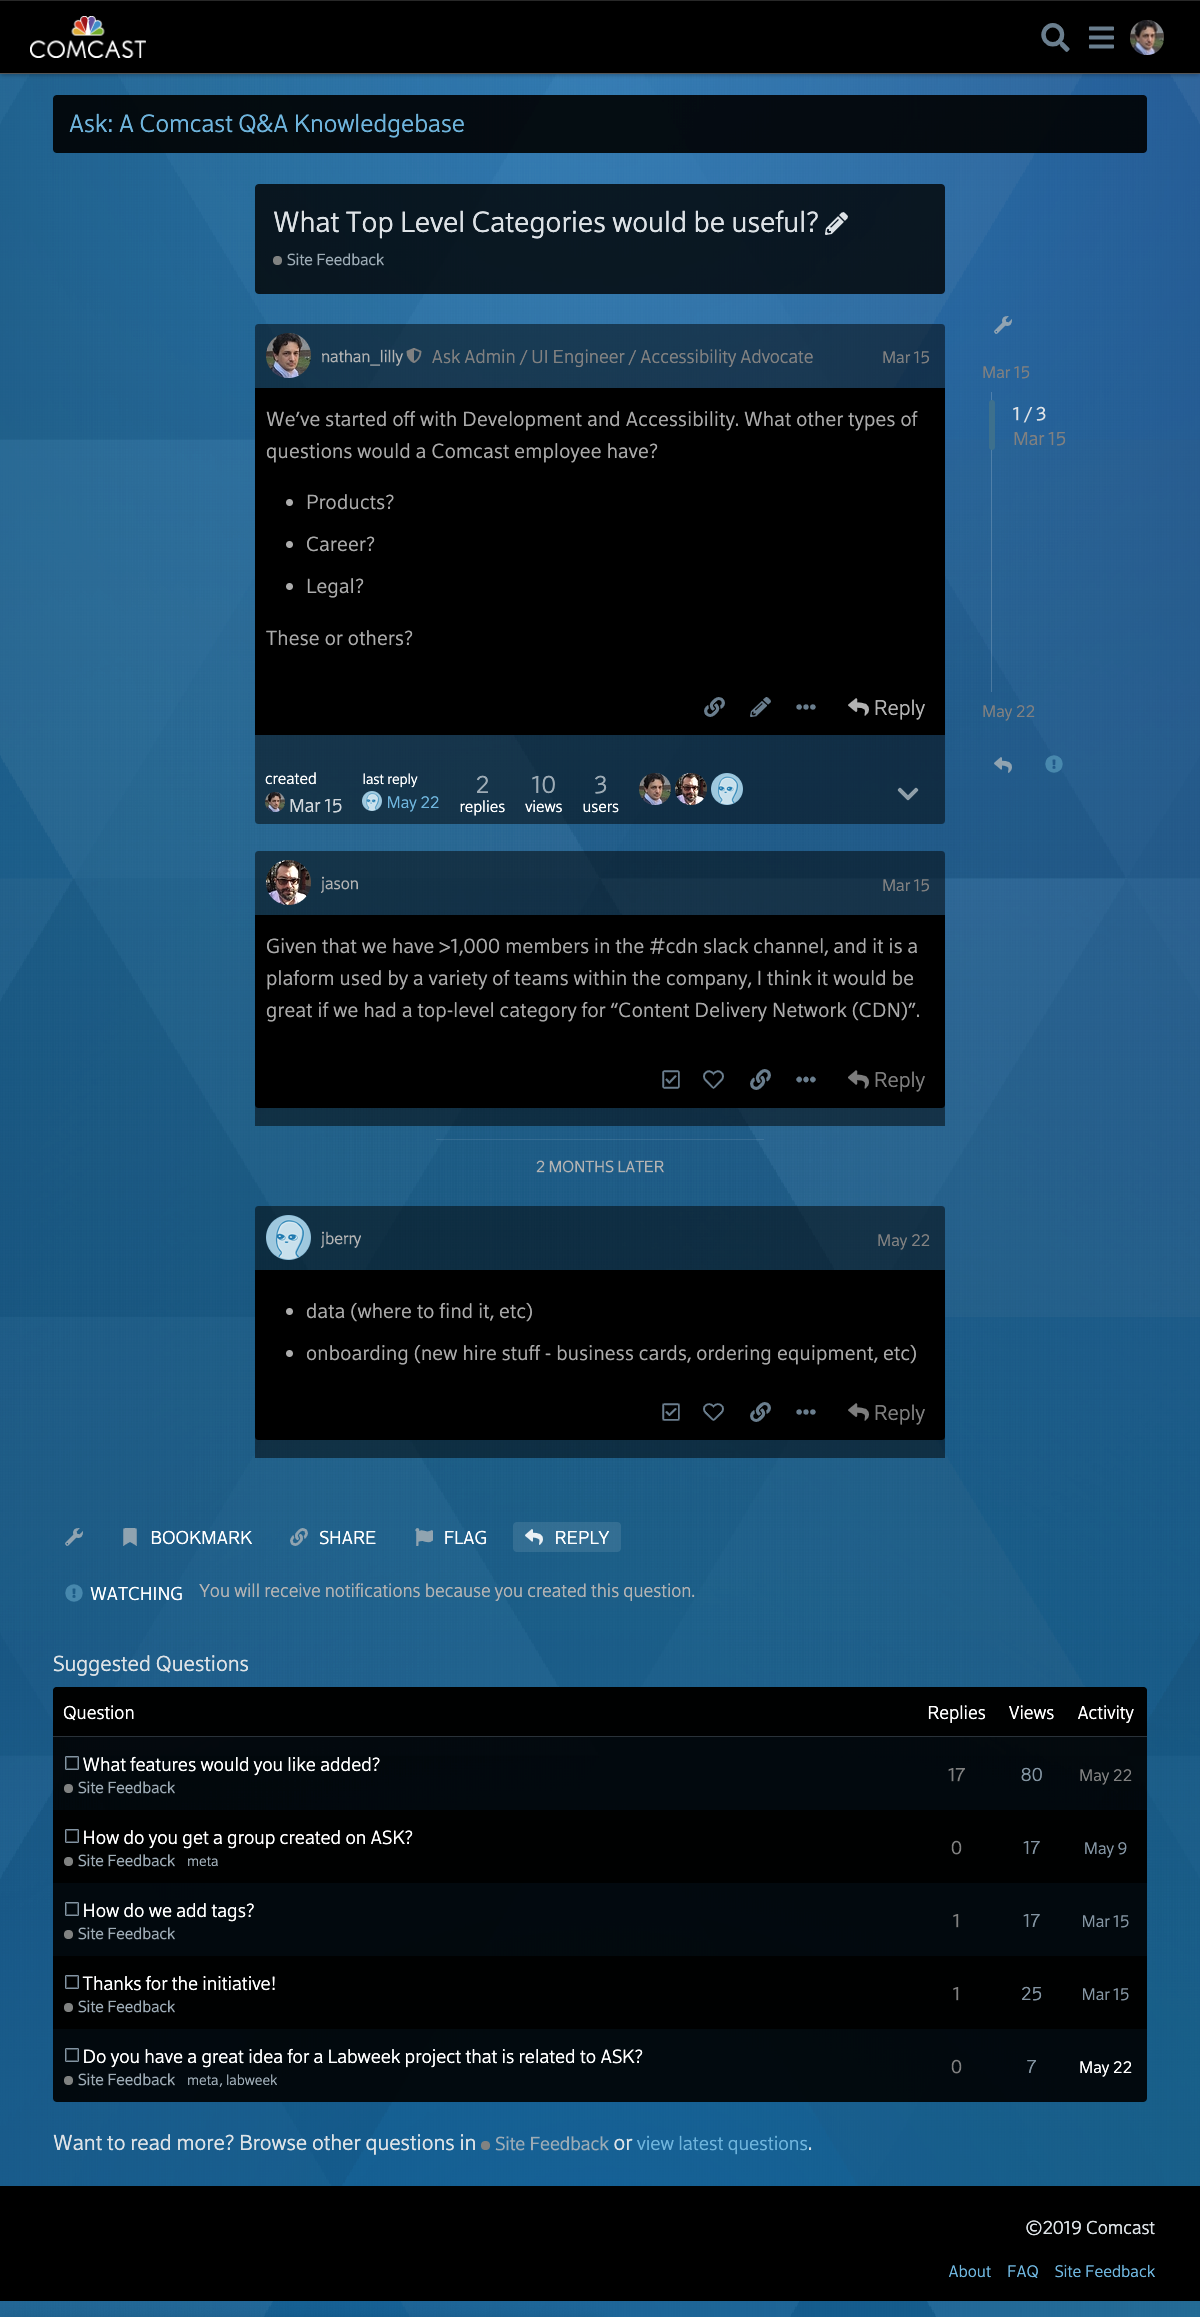 COMCAST
Ask: A Comcast Q&A Knowledgebase
What Top Level Categories would be useful?
Site Feedback
nathan_lilly Ask Admin / UI Engineer / Accessibility Advocate Mar 15
We’ve started off with Development and Accessibility. What other types of
questions would a Comcast employee have?
• Products?
• Career?
• Legal?
These or others?
Reply
Mar 15
1 / 3
Mar 15
May 22
created
Mar 15
last reply
May 22
2
replies
10
views
3
users
jason Mar 15
Given that we have >1,000 members in the #cdn slack channel, and it is a
plaform used by a variety of teams within the company, I think it would be
great if we had a top-level category for “Content Delivery Network (CDN)”.
Reply
2 MONTHS LATER
jberry May 22
• data (where to find it, etc)
• onboarding (new hire stuff - business cards, ordering equipment, etc)
Reply
BOOKMARK SHARE FLAG REPLY
WATCHING You will receive notifications because you created this question.
Suggested Questions
Question Replies Views Activity
What features would you like added? 17 80 May 22
Site Feedback
How do you get a group created on ASK? 0 17 May 9
Site Feedback meta
How do we add tags? 1 17 Mar 15
Site Feedback
Thanks for the initiative! 1 25 Mar 15
Site Feedback
Do you have a great idea for a Labweek project that is related to ASK? 0 7 May 22
Site Feedback meta, labweek
Want to read more? Browse other questions in Site Feedback or view latest questions.
©2019 Comcast
About FAQ Site Feedback